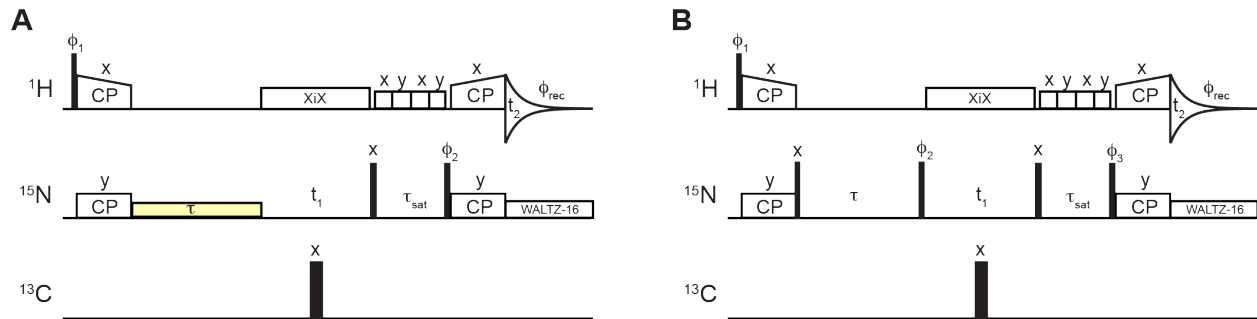 A
ϕ1
x
x y x y
x
1H
CP
XiX
CP
t2
ϕrec
x
ϕ2
y
y
15N
CP
τ
t1
τsat
CP
WALTZ-16
x
13C
B
ϕ1
x
x y x y
x
1H
CP
XiX
CP
t2
ϕrec
x
ϕ2
x
ϕ3
y
y
15N
CP
τ
t1
τsat
CP
WALTZ-16
x
13C